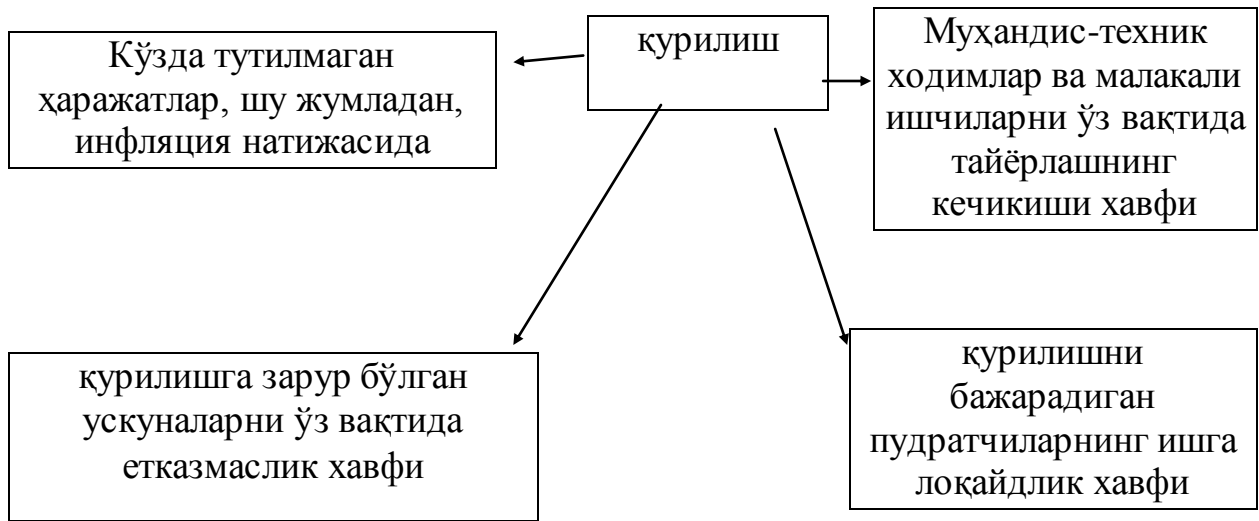 Кўзда тутилмаган
ҳаражатлар, шу жумладан,
инфляция натижасида
қурилиш
Муҳандис-техник
ходимлар ва малакали
ишчиларни ўз вақтида
тайёрлашнинг
кечикиши хавфи
қурилишга зарур бўлган
ускуналарни ўз вақтида
етказмаслик хавфи
қурилишни
бажарадиган
пудратчиларнинг ишга
лоқайдлик хавфи